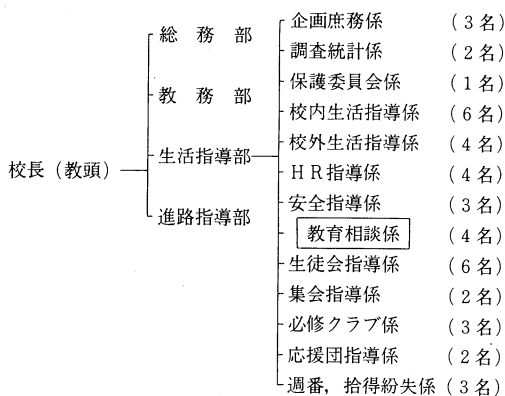 校長（教頭）
総務部
教務部
生活指導部
進路指導部
企画庶務係 （3名）
調査統計係 （2名）
保護委員会係 （1名）
校内生活指導係 （6名）
校外生活指導係 （4名）
ＨＲ指導係 （4名）
安全指導係 （3名）
教育相談係 （4名）
生徒会指導係 （6名）
集会指導係 （2名）
必修クラブ係 （3名）
応援団指導係 （2名）
週番，拾得紛失係 （3名）